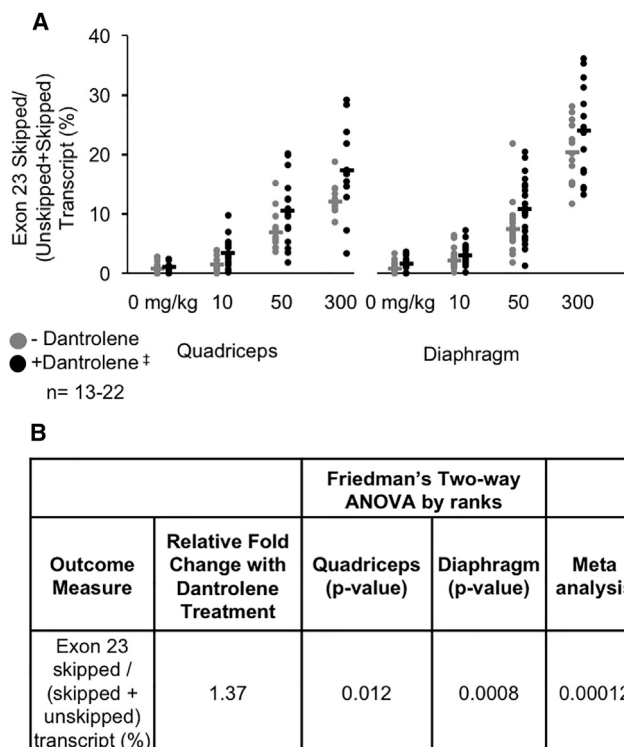 A
Exon 23 Skipped/
(Unskipped+Skipped)
Transcript (%)
40
30
20
10
0
0 mg/kg 10 50 300 0 mg/kg 10 50 300
Quadriceps Diaphragm
- Dantrolene
+Dantrolene ‡
n= 13-22
B
Friedman's Two-way
ANOVA by ranks
Outcome
Measure
Relative Fold
Change with
Dantrolene
Treatment
Quadriceps
(p-value)
Diaphragm
(p-value)
Meta
analysis
Exon 23
skipped /
(skipped +
unskipped)
transcript (%)
1.37
0.012
0.0008
0.00012